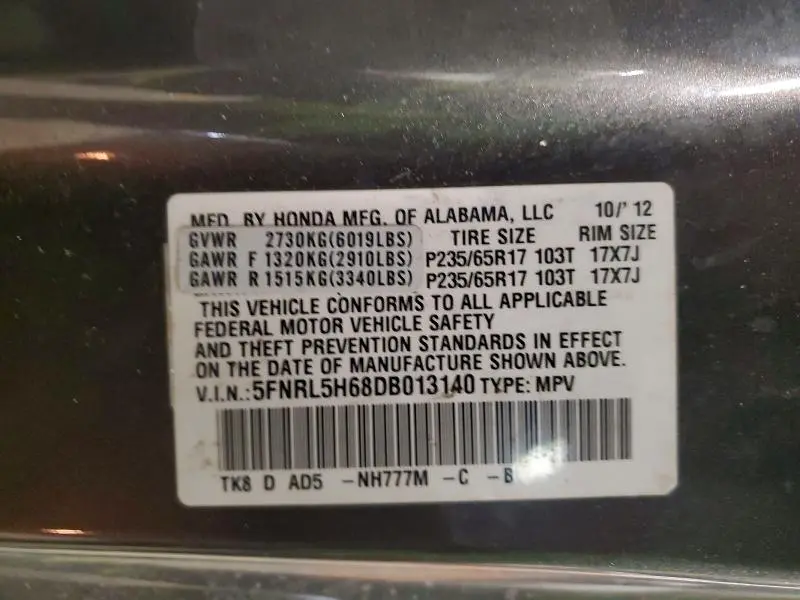 MFD. BY HONDA MFG. OF ALABAMA, LLC 10/'12
GVWR 2730KG(6019LBS) TIRE SIZE RIM SIZE
GAWR F 1320KG(2910LBS) P235/65R17 103T 17X7J
GAWR R 1515KG(3340LBS) P235/65R17 103T 17X7J
THIS VEHICLE CONFORMS TO ALL APPLICABLE
FEDERAL MOTOR VEHICLE SAFETY
AND THEFT PREVENTION STANDARDS IN EFFECT
ON THE DATE OF MANUFACTURE SHOWN ABOVE.
V.I.N.:5FNRL5H68DB013140 TYPE: MPV
TK8 D AD5 -NH777M -C -B